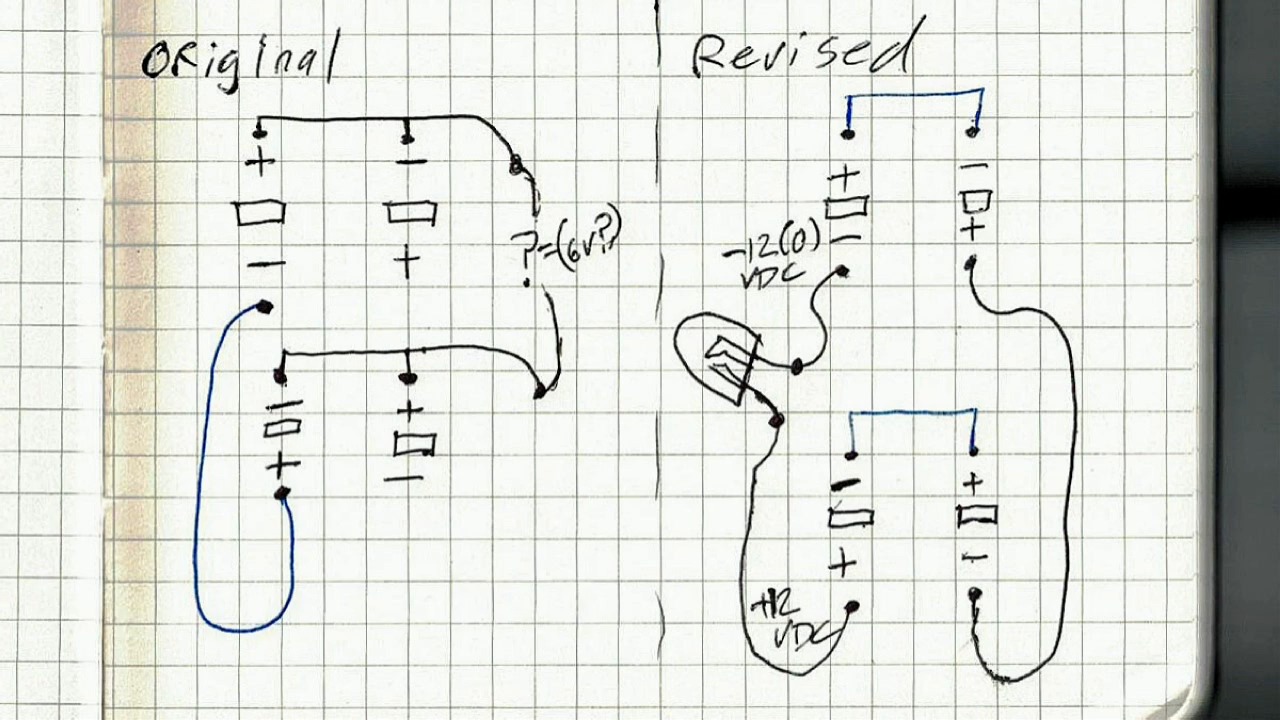 Original
Revised
+ -
- +
?=(6v?)
- +
+ -
+ -
- +
-12(0)
VDC
- +
+ -
+12
VDC